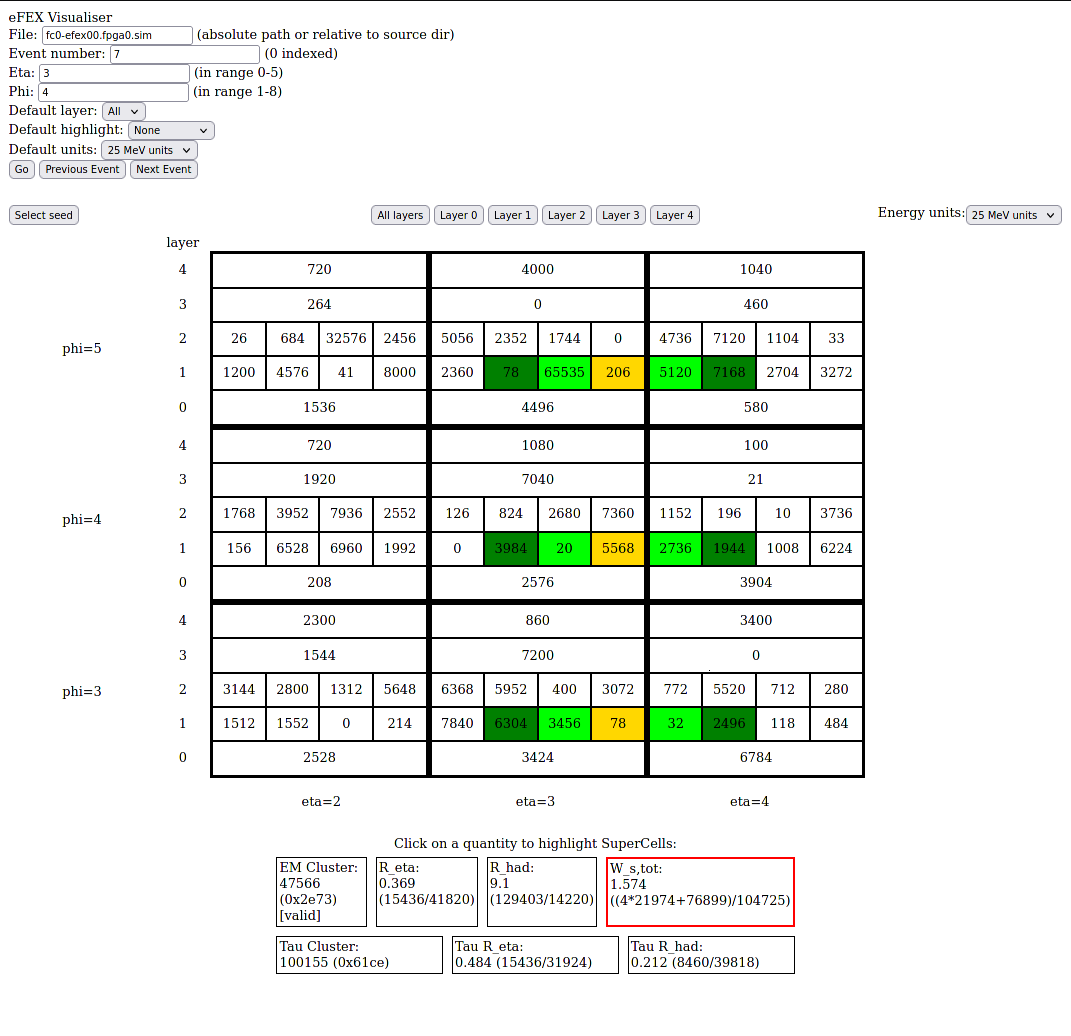 eFEX Visualiser
File: fc0-efex00.fpga0.sim (absolute path or relative to source dir)
Event number: 7 (0 indexed)
Eta: 3 (in range 0-5)
Phi: 4 (in range 1-8)
Default layer: All
Default highlight: None
Default units: 25 MeV units
Go Previous Event Next Event
Select seed All layers Layer 0 Layer 1 Layer 2 Layer 3 Layer 4 Energy units: 25 MeV units
layer
4 720 4000 1040
3 264 0 460
phi=5
2 26 684 32576 2456 5056 2352 1744 0 4736 7120 1104 33
1 1200 4576 41 8000 2360 78 65535 206 5120 7168 2704 3272
0 1536 4496 580
4 720 1080 100
3 1920 7040 21
phi=4
2 1768 3952 7936 2552 126 824 2680 7360 1152 196 10 3736
1 156 6528 6960 1992 0 3984 20 5568 2736 1944 1008 6224
0 208 2576 3904
4 2300 860 3400
3 1544 7200 0
phi=3
2 3144 2800 1312 5648 6368 5952 400 3072 772 5520 712 280
1 1512 1552 0 214 7840 6304 3456 78 32 2496 118 484
0 2528 3424 6784
eta=2 eta=3 eta=4
Click on a quantity to highlight SuperCells:
EM Cluster:
47566
(0x2e73)
[valid]
R_eta:
0.369
(15436/41820)
R_had:
9.1
(129403/14220)
W_s,tot:
1.574
((4*21974+76899)/104725)
Tau Cluster:
100155 (0x61ce)
Tau R_eta:
0.484 (15436/31924)
Tau R_had:
0.212 (8460/39818)